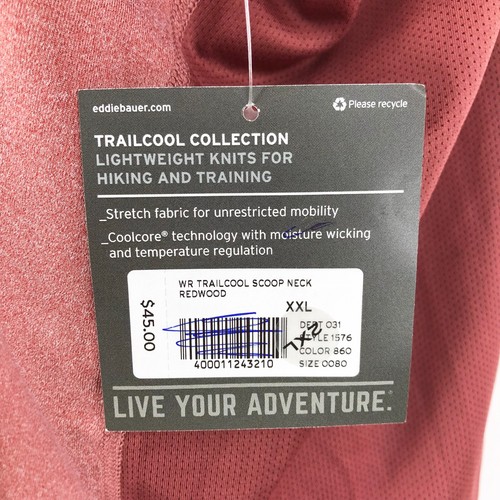 eddiebauer.com
Please recycle
TRAILCOOL COLLECTION
LIGHTWEIGHT KNITS FOR
HIKING AND TRAINING
_Stretch fabric for unrestricted mobility
_Coolcore® technology with moisture wicking
and temperature regulation
WR TRAILCOOL SCOOP NECK
REDWOOD
XXL
$45.00
DEPT 031
STYLE 1576
COLOR 860
SIZE 0080
400011243210
LIVE YOUR ADVENTURE.